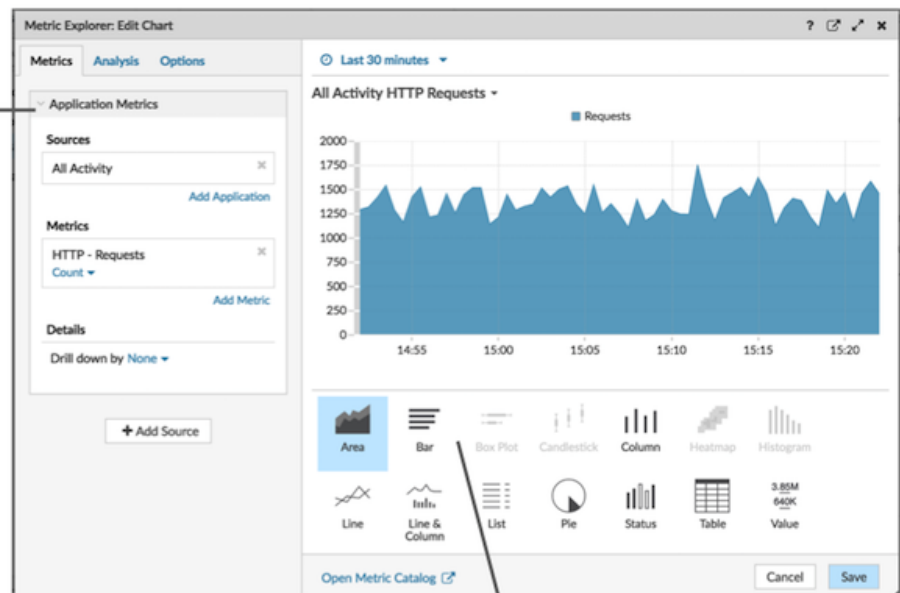 Metric Explorer: Edit Chart ?
Metrics Analysis Options
Application Metrics
Sources
All Activity
Add Application
Metrics
HTTP - Requests
Count
Add Metric
Details
Drill down by None
+ Add Source
Last 30 minutes
All Activity HTTP Requests
Requests
2000
1750
1500
1250
1000
750
500
250
0
14:55 15:00 15:05 15:10 15:15 15:20
Area Bar Box Plot Candlestick Column Heatmap Histogram
3.85M
640K
Line Line & Column List Pie Status Table Value
Open Metric Catalog Cancel Save